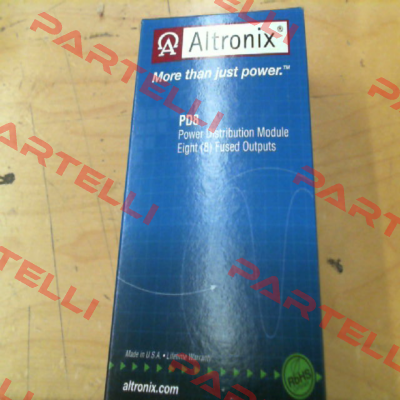 Altronix®
More than just power.™
PD8
Power Distribution Module
Eight (8) Fused Outputs
Made in U.S.A. • Lifetime Warranty
RoHS
altronix.com
PARTELLI
PARTELLI
PARTELLI
PARTELLI
PARTELLI